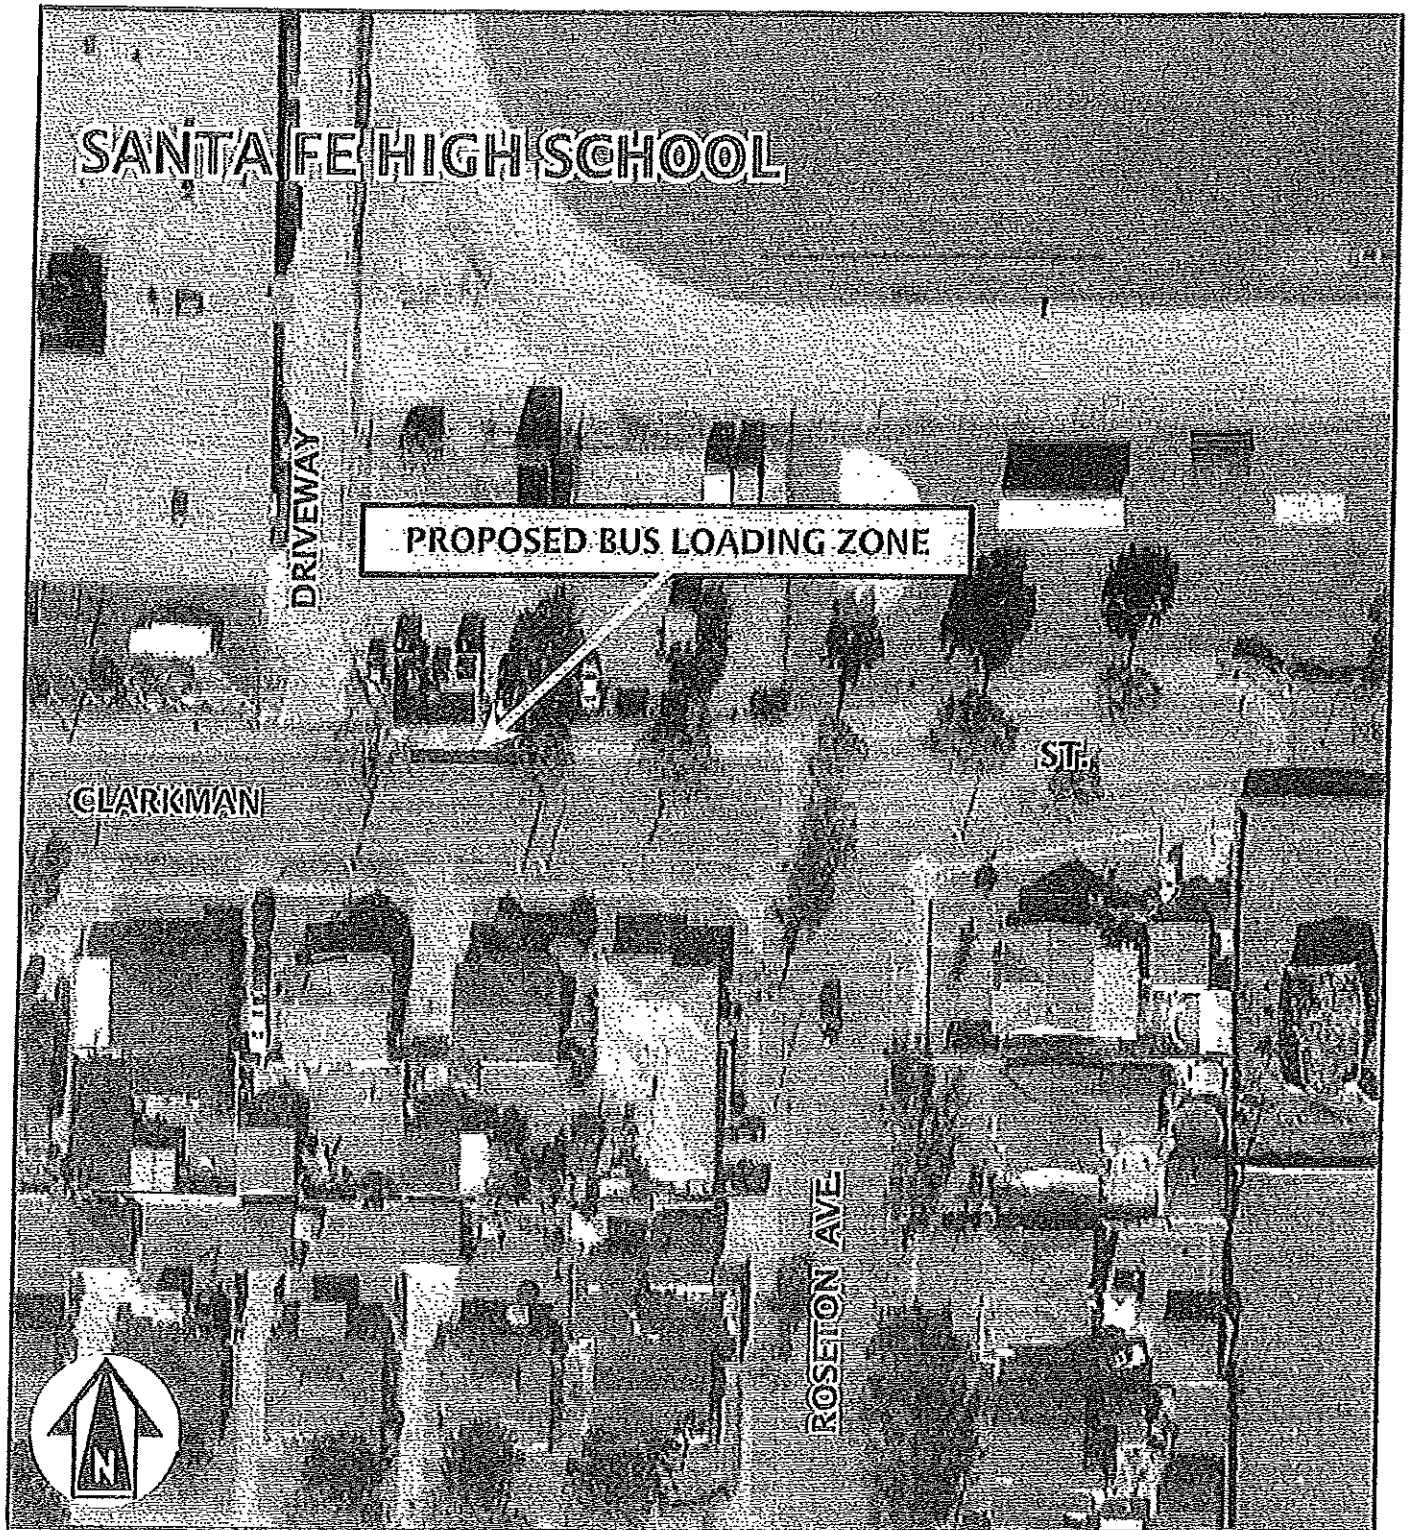 SANTA FE HIGH SCHOOL
DRIVEWAY
PROPOSED BUS LOADING ZONE
ST.
CLARKMAN
ROSETON AVE
N